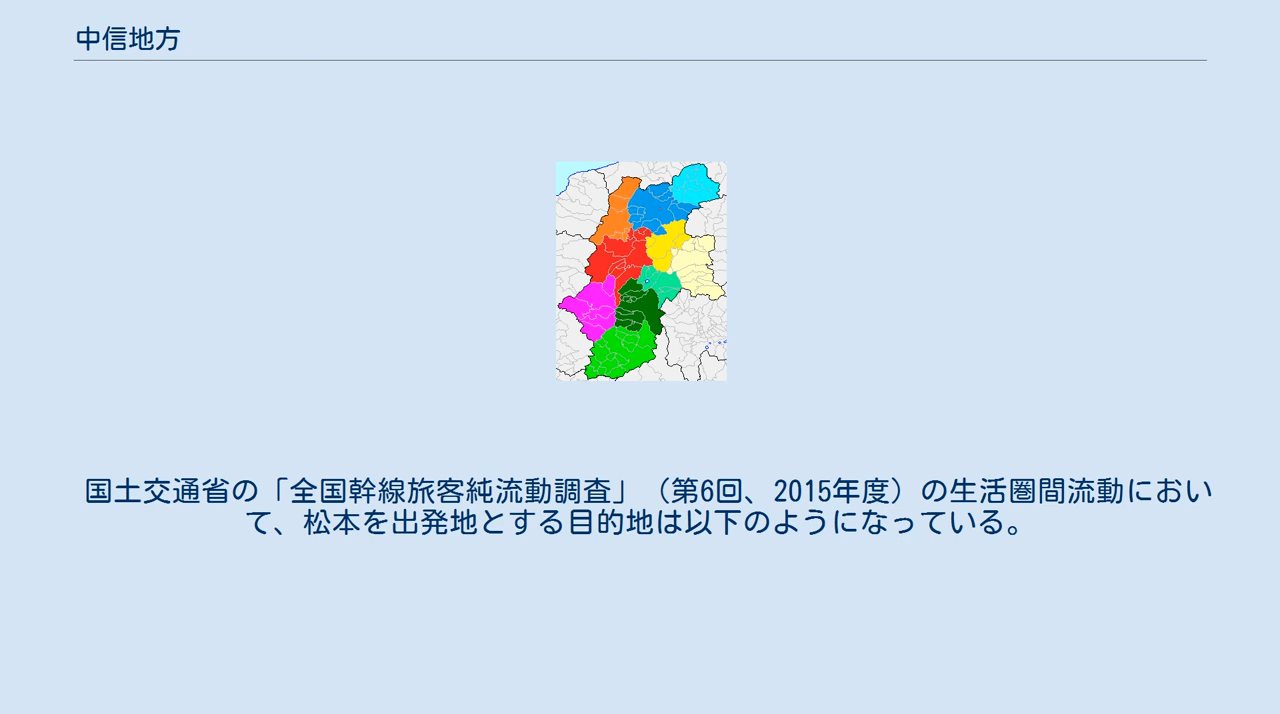 中信地方
国土交通省の「全国幹線旅客純流動調査」（第6回、2015年度）の生活圏間流動におい
て、松本を出発地とする目的地は以下のようになっている。